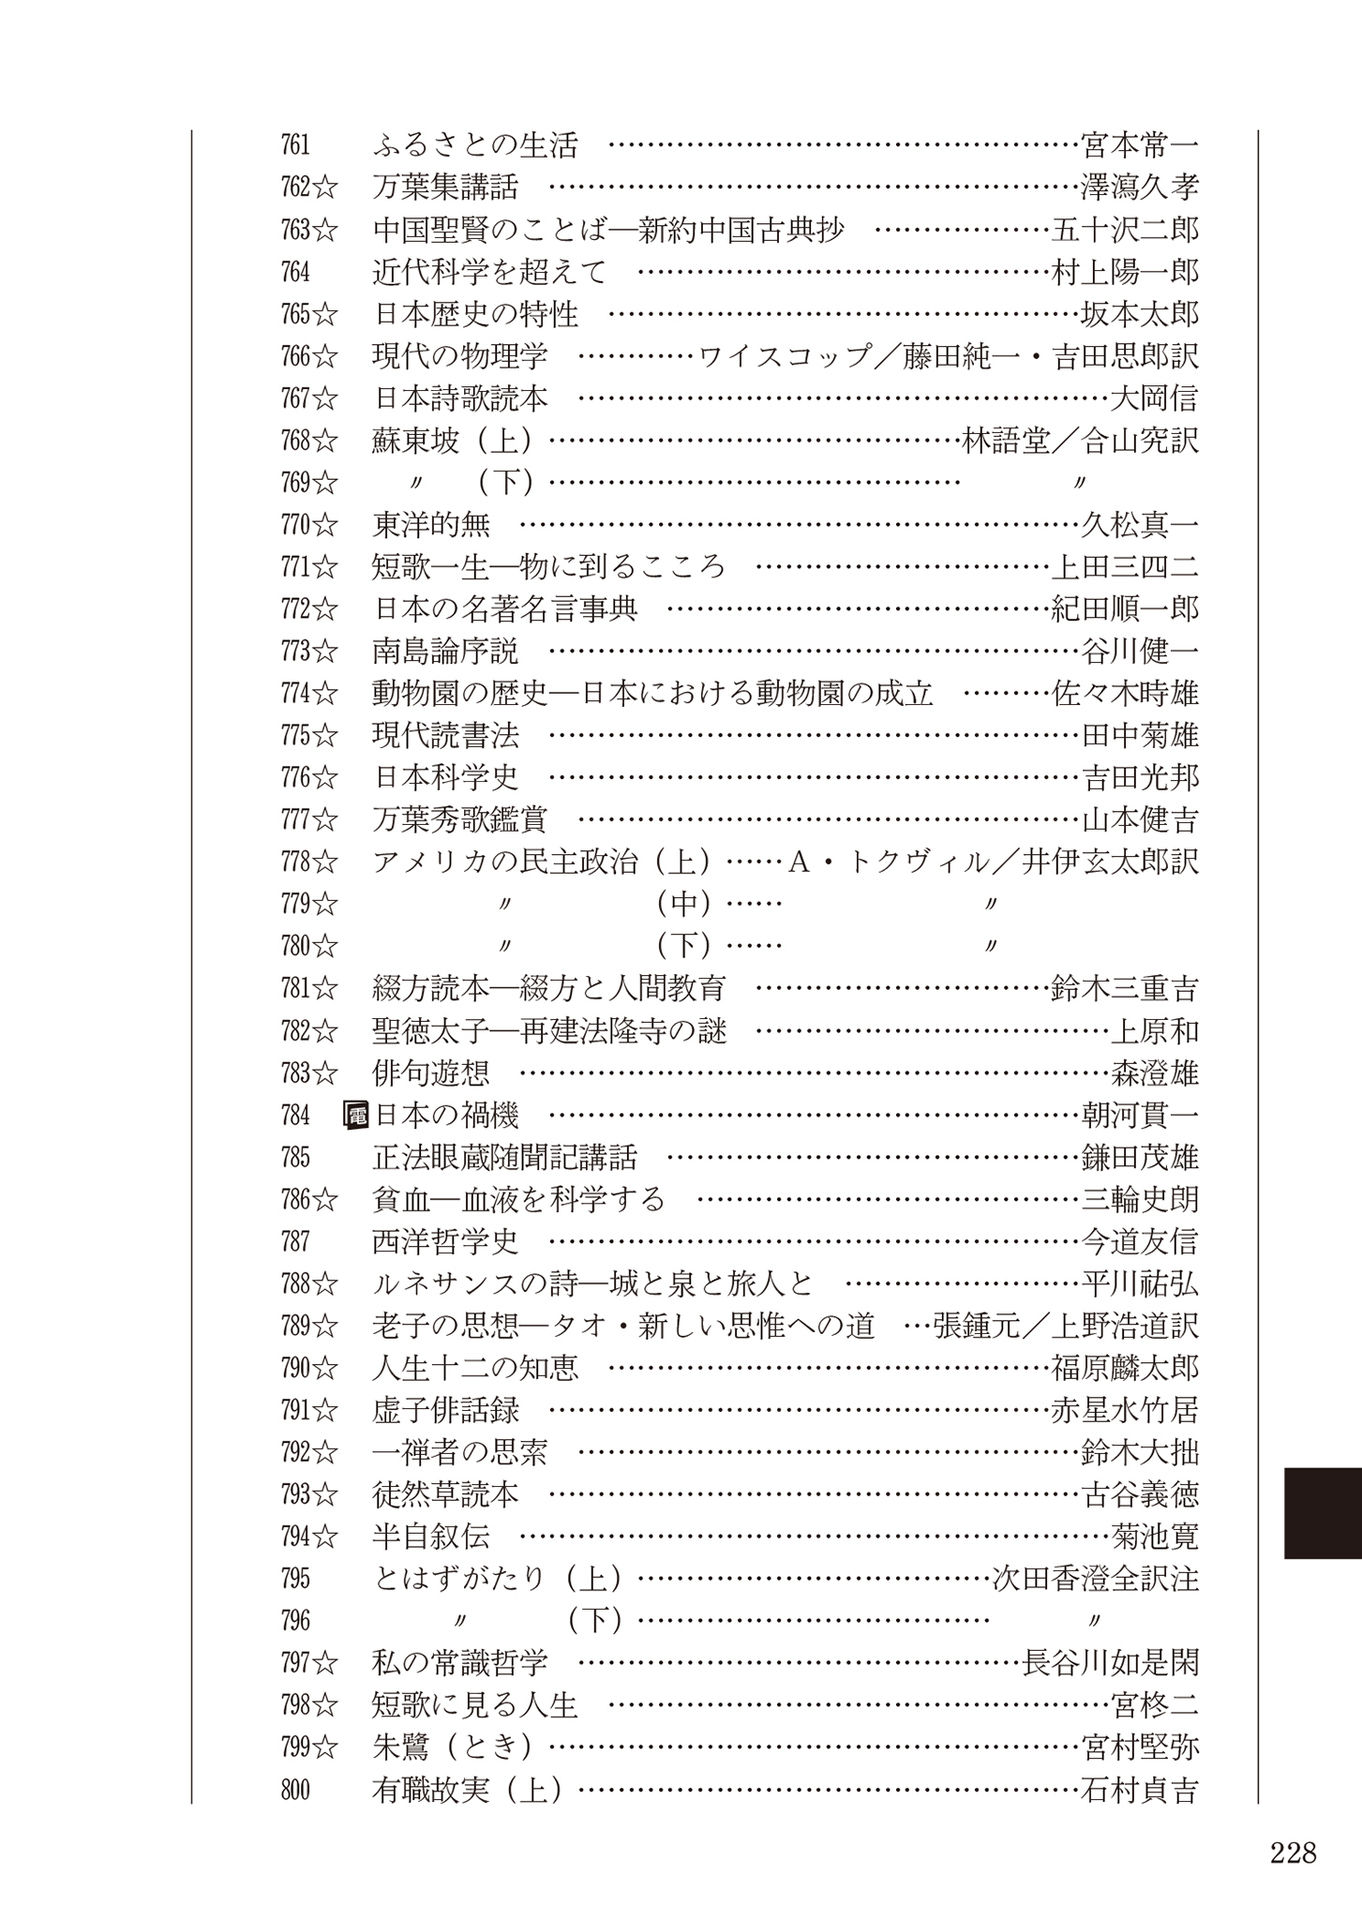 761 ふるさとの生活 ……………………………………………宮本常一
762☆ 万葉集講話 …………………………………………………澤瀉久孝
763☆ 中国聖賢のことば―新約中国古典抄 ………………五十沢二郎
764 近代科学を超えて ……………………………………村上陽一郎
765☆ 日本歴史の特性 …………………………………………坂本太郎
766☆ 現代の物理学 …………ワイスコップ／藤田純一・吉田思郎訳
767☆ 日本詩歌読本 ………………………………………………大岡信
768☆ 蘇東坡（上）……………………………………林語堂／合山究訳
769☆ 〃 （下）…………………………………… 〃
770☆ 東洋的無 …………………………………………………久松真一
771☆ 短歌一生―物に到るこころ …………………………上田三四二
772☆ 日本の名著名言事典 …………………………………紀田順一郎
773☆ 南島論序説 ………………………………………………谷川健一
774☆ 動物園の歴史―日本における動物園の成立 ………佐々木時雄
775☆ 現代読書法 ………………………………………………田中菊雄
776☆ 日本科学史 ………………………………………………吉田光邦
777☆ 万葉秀歌鑑賞 ……………………………………………山本健吉
778☆ アメリカの民主政治（上）……Ａ・トクヴィル／井伊玄太郎訳
779☆ 〃 （中）…… 〃
780☆ 〃 （下）…… 〃
781☆ 綴方読本―綴方と人間教育 …………………………鈴木三重吉
782☆ 聖徳太子―再建法隆寺の謎 ………………………………上原和
783☆ 俳句遊想 ……………………………………………………森澄雄
784 電 日本の禍機 ………………………………………………朝河貫一
785 正法眼蔵随聞記講話 ……………………………………鎌田茂雄
786☆ 貧血―血液を科学する …………………………………三輪史朗
787 西洋哲学史 ………………………………………………今道友信
788☆ ルネサンスの詩―城と泉と旅人と ……………………平川祐弘
789☆ 老子の思想―タオ・新しい思惟への道 …張鍾元／上野浩道訳
790☆ 人生十二の知恵 ………………………………………福原麟太郎
791☆ 虚子俳話録 ……………………………………………赤星水竹居
792☆ 一禅者の思索 ……………………………………………鈴木大拙
793☆ 徒然草読本 ………………………………………………古谷義徳
794☆ 半自叙伝 ……………………………………………………菊池寛
795 とはずがたり（上）………………………………次田香澄全訳注
796 〃 （下）……………………………… 〃
797☆ 私の常識哲学 ………………………………………長谷川如是閑
798☆ 短歌に見る人生 ……………………………………………宮柊二
799☆ 朱鷺（とき）………………………………………………宮村堅弥
800 有職故実（上）……………………………………………石村貞吉
228